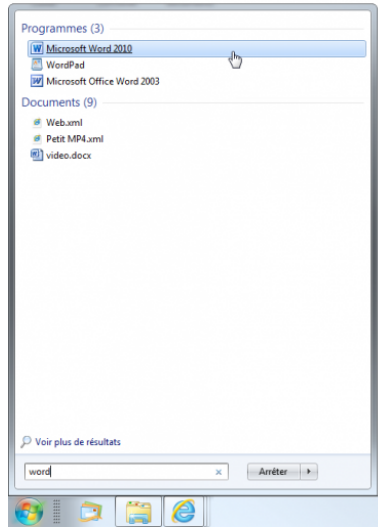 Programmes (3)
Microsoft Word 2010
WordPad
Microsoft Office Word 2003
Documents (9)
Web.xml
Petit MP4.xml
video.docx
Voir plus de résultats
word
Arrêter